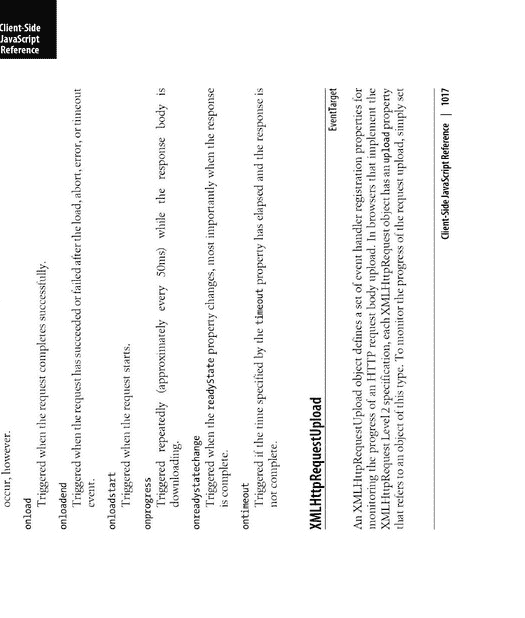 Client-Side
JavaScript
Reference
occur, however.
onload
Triggered when the request completes successfully.
onloadend
Triggered when the request has succeeded or failed after the load, abort, error, or timeout
event.
onloadstart
Triggered when the request starts.
onprogress
Triggered repeatedly (approximately every 50ms) while the response body is
downloading.
onreadystatechange
Triggered when the readyState property changes, most importantly when the response
is complete.
ontimeout
Triggered if the time specified by the timeout property has elapsed and the response is
not complete.
XMLHttpRequestUpload
EventTarget
An XMLHttpRequestUpload object defines a set of event handler registration properties for
monitoring the progress of an HTTP request body upload. In browsers that implement the
XMLHttpRequest Level 2 specification, each XMLHttpRequest object has an upload property
that refers to an object of this type. To monitor the progress of the request upload, simply set
Client-Side JavaScript Reference | 1017